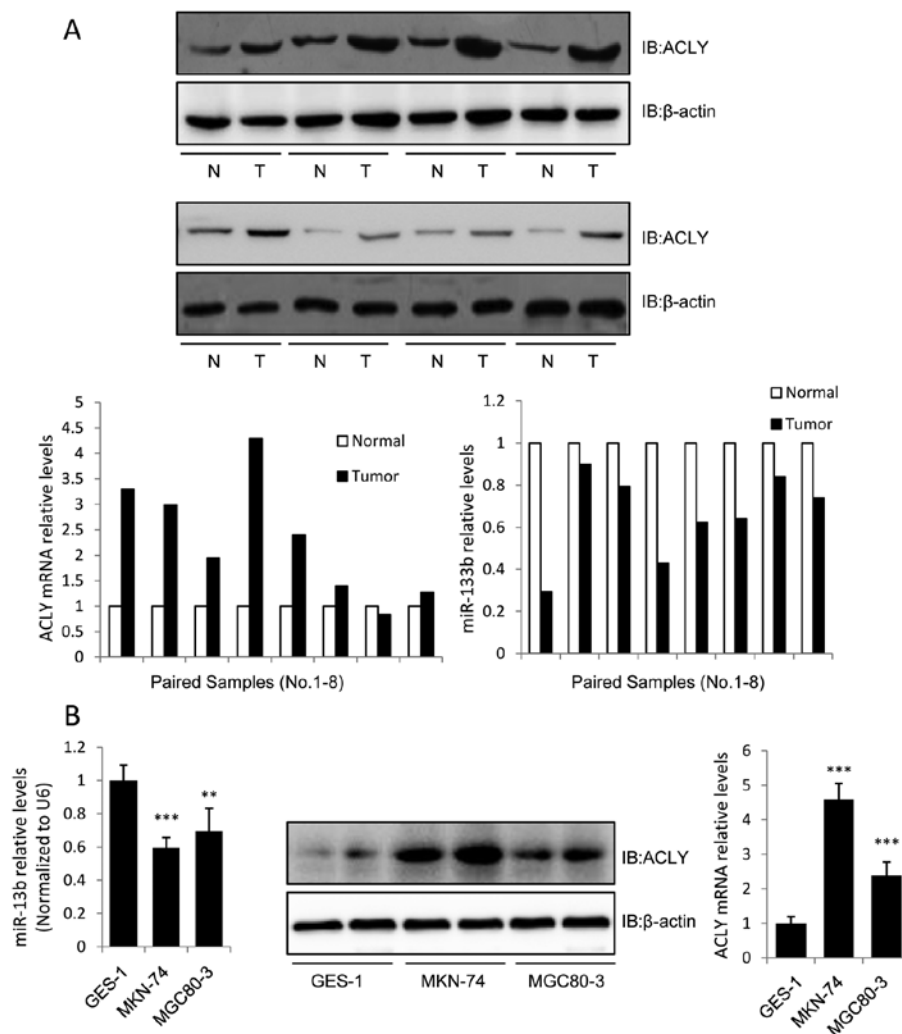 A
IB:ACLY
IB:β-actin
N T N T N T N T
IB:ACLY
IB:β-actin
N T N T N T N T
ACLY mRNA relative levels
5
4.5
4
3.5
3
2.5
2
1.5
1
0.5
0
Normal
Tumor
Paired Samples (No.1-8)
miR-133b relative levels
1.2
1
0.8
0.6
0.4
0.2
0
Normal
Tumor
Paired Samples (No.1-8)
B
miR-13b relative levels
(Normalized to U6)
1.2
1
0.8
0.6
0.4
0.2
0
***
**
GES-1
MKN-74
MGC80-3
IB:ACLY
IB:β-actin
GES-1 MKN-74 MGC80-3
ACLY mRNA relative levels
6
5
4
3
2
1
0
***
***
GES-1
MKN-74
MGC80-3